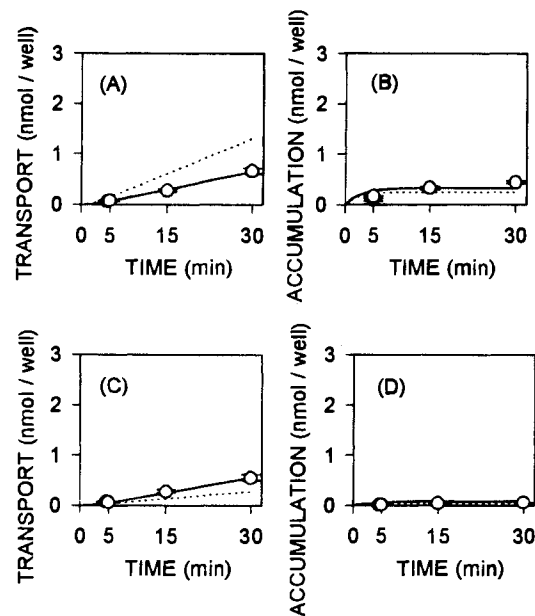 TRANSPORT (nmol / well)
3
2
1
0
(A)
0 5 15 30
TIME (min)
ACCUMULATION (nmol / well)
3
2
1
0
(B)
0 5 15 30
TIME (min)
TRANSPORT (nmol / well)
3
2
1
0
(C)
0 5 15 30
TIME (min)
ACCUMULATION (nmol / well)
3
2
1
0
(D)
0 5 15 30
TIME (min)